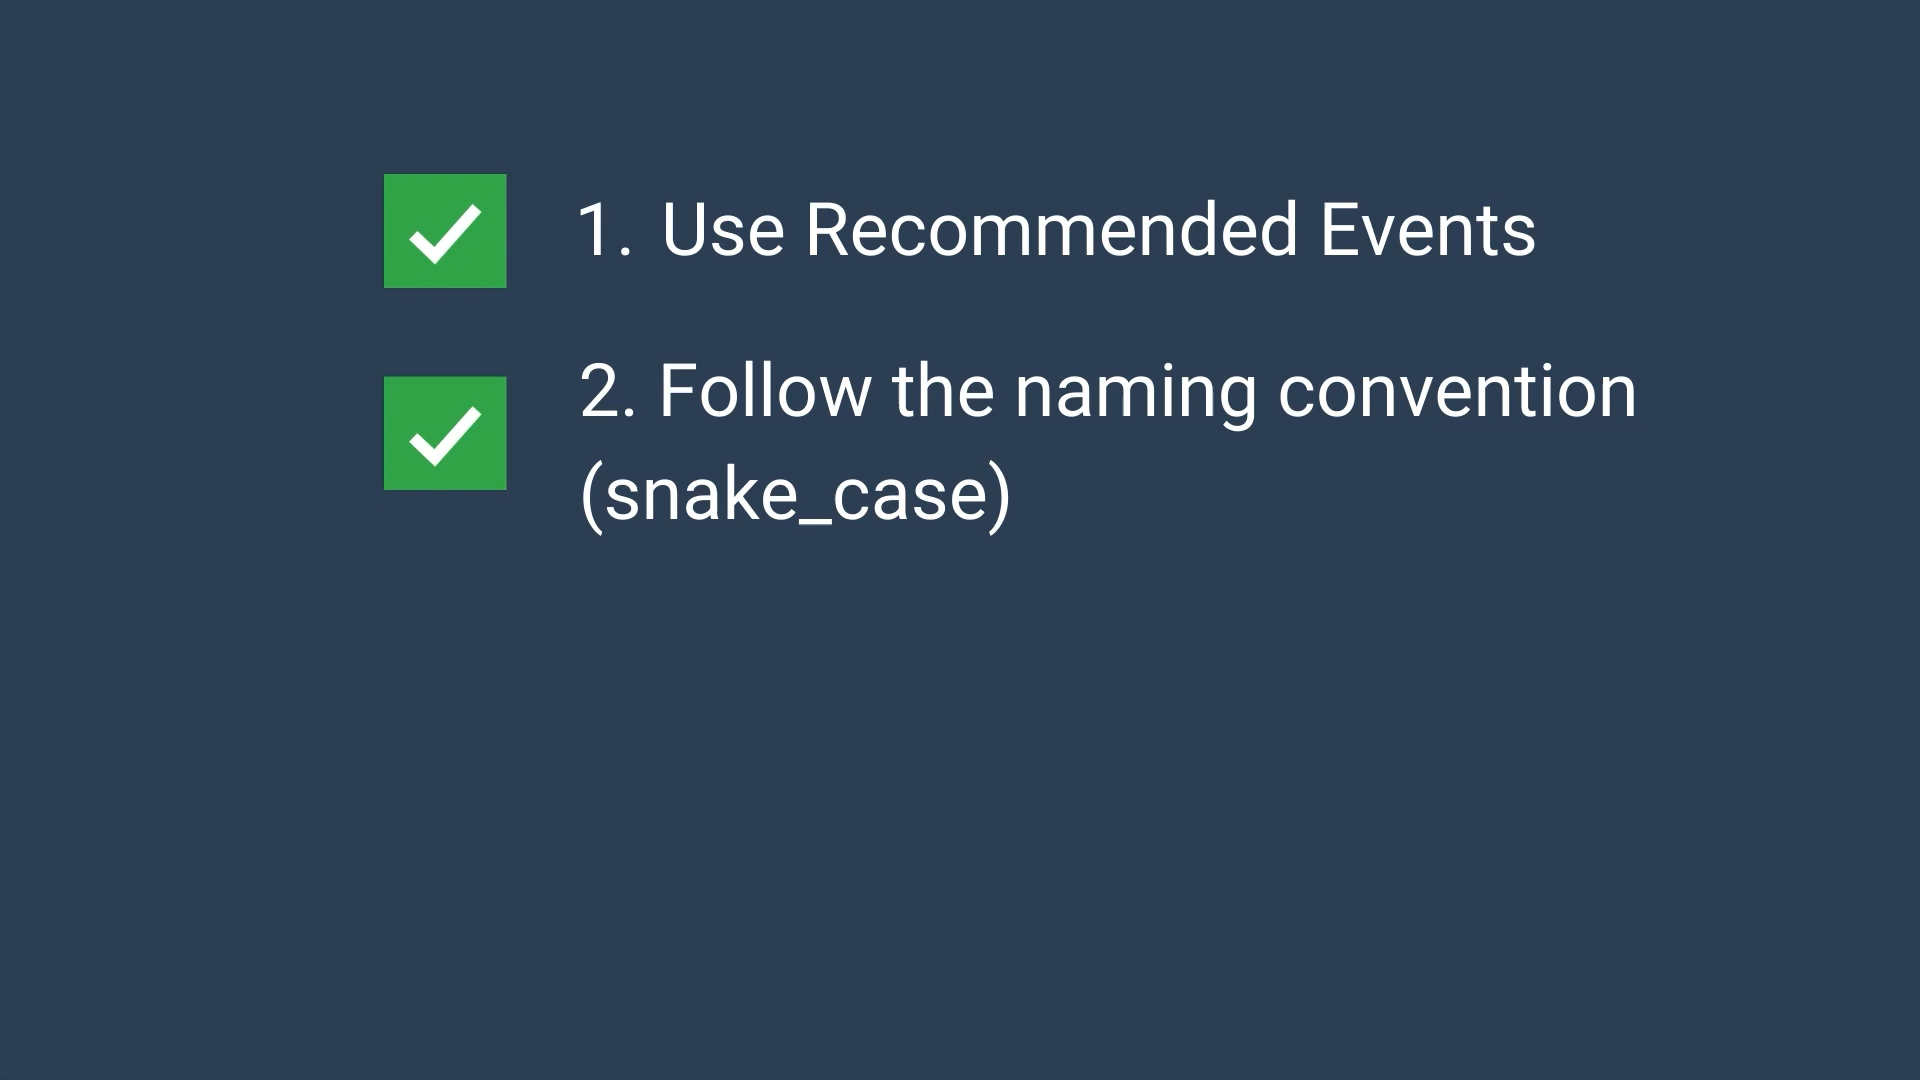 1. Use Recommended Events
2. Follow the naming convention
(snake_case)